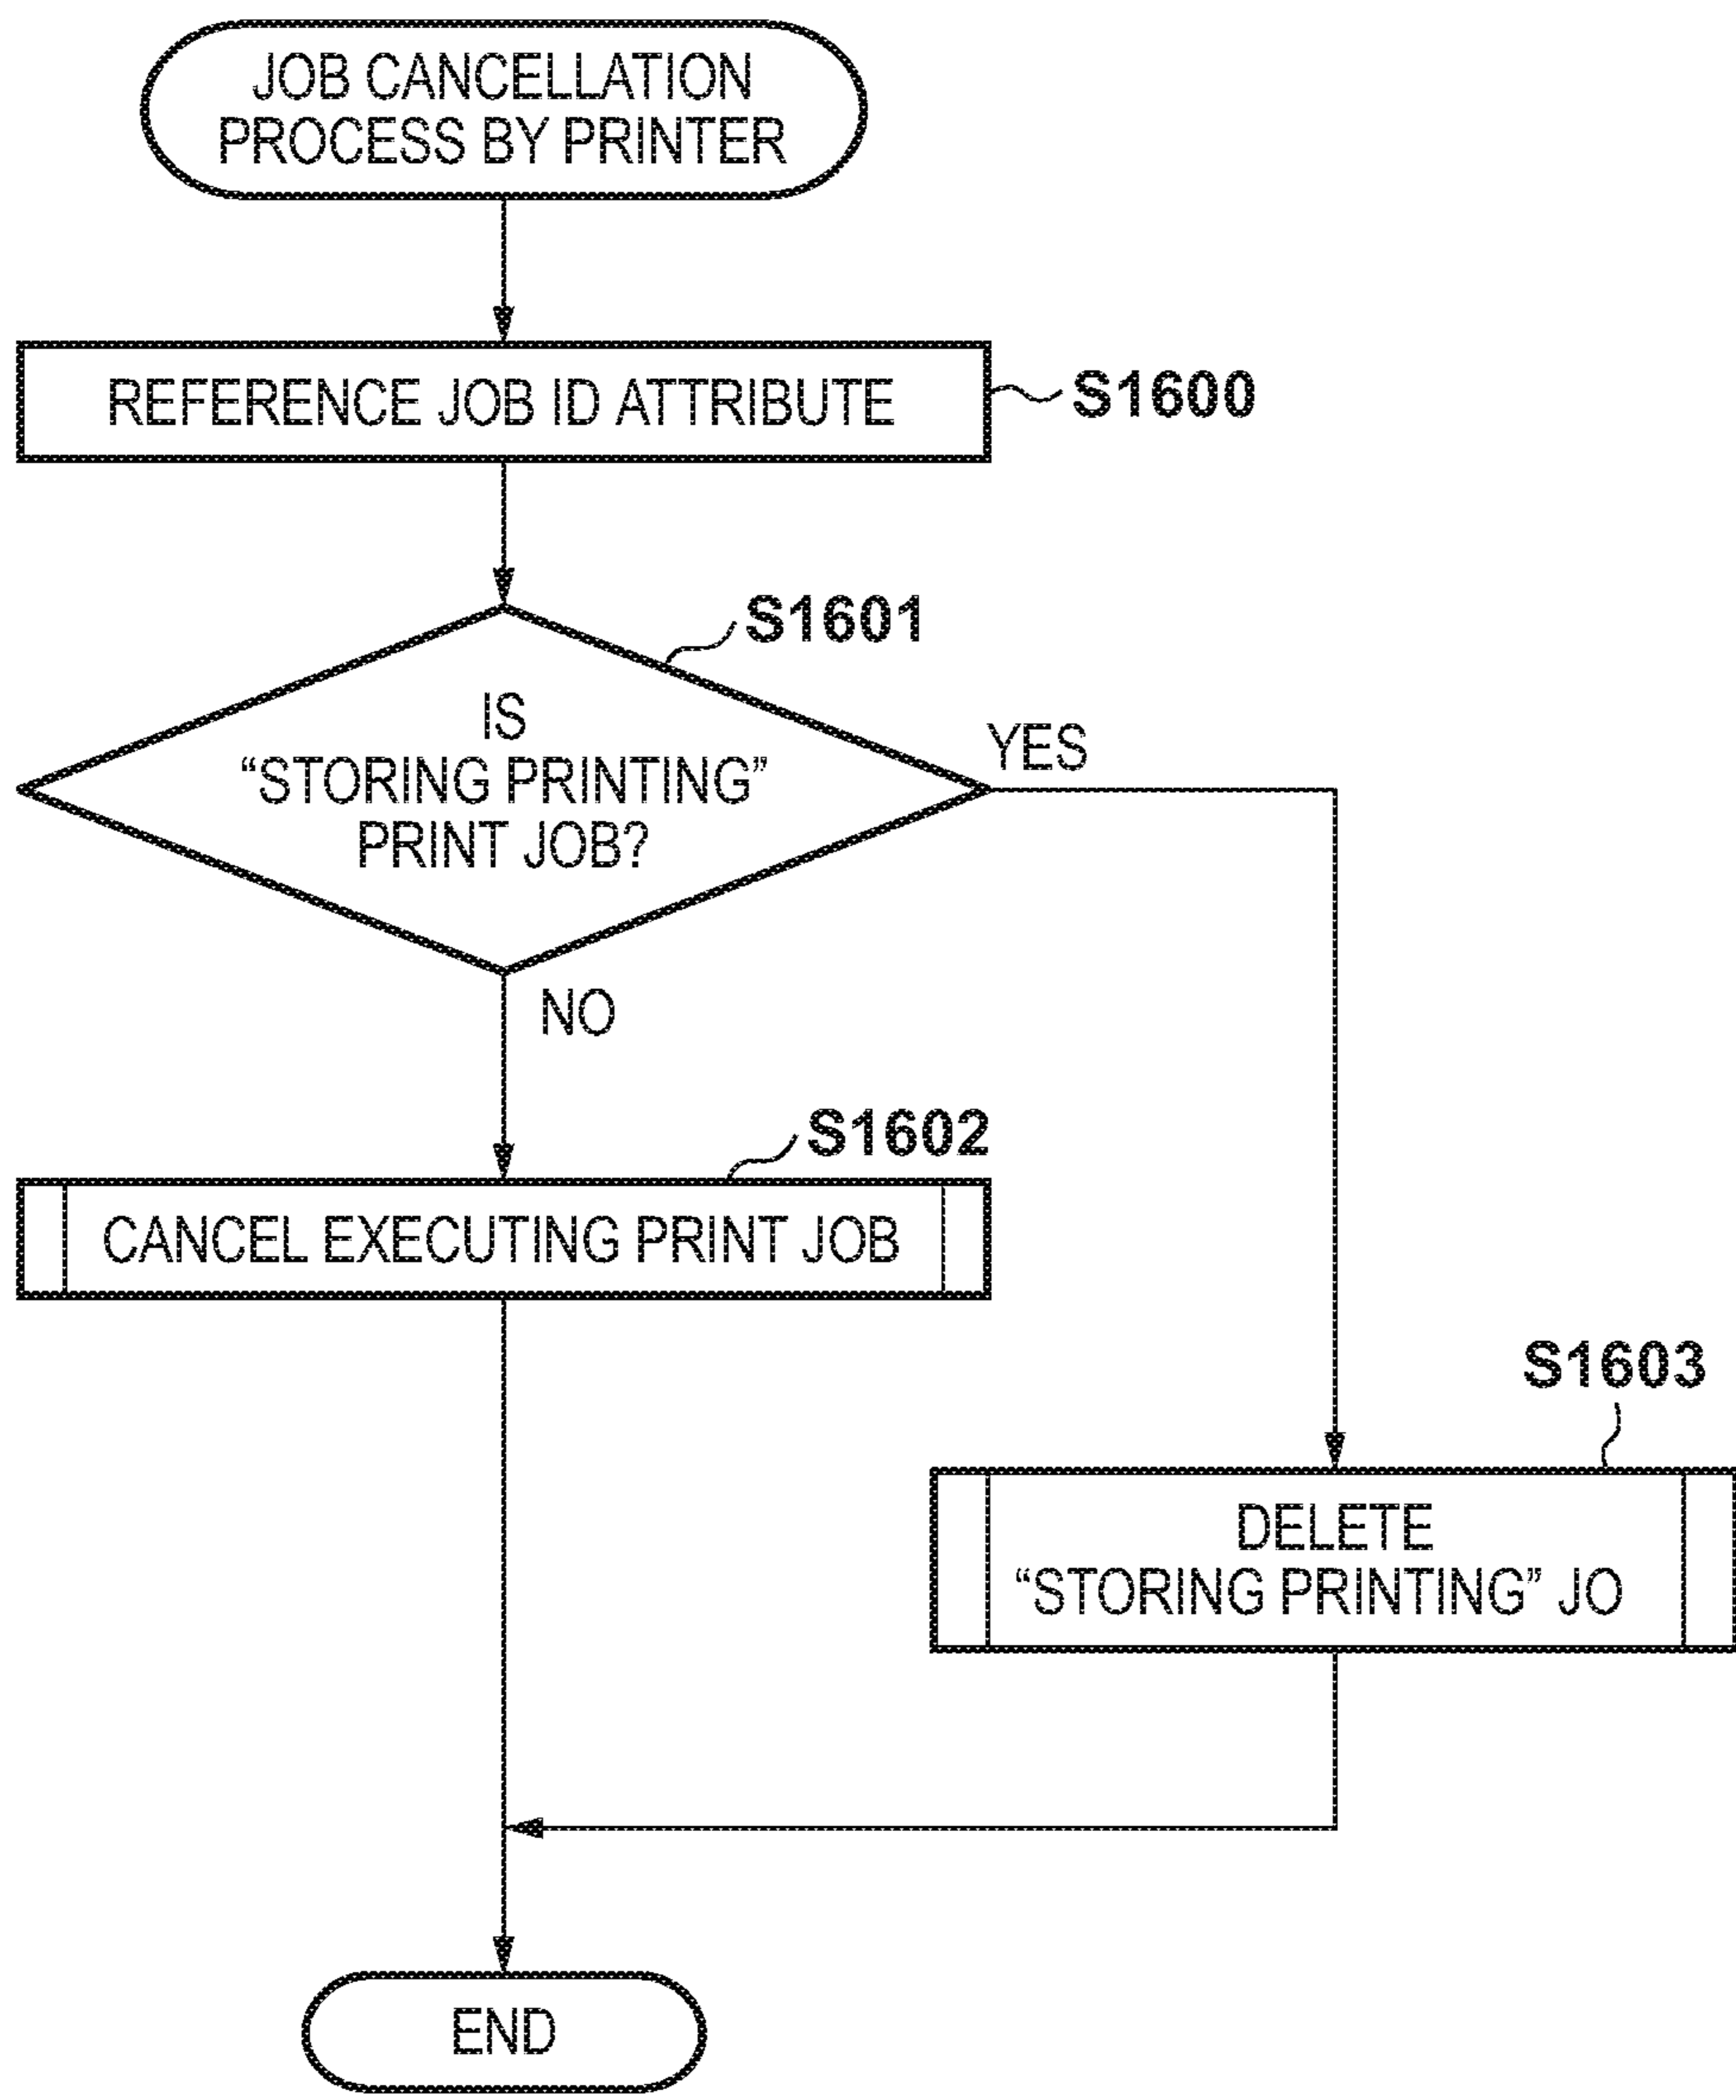 JOB CANCELLATION
PROCESS BY PRINTER
REFERENCE JOB ID ATTRIBUTE
S1600
S1601
IS
“STORING PRINTING”
PRINT JOB?
YES
NO
S1602
CANCEL EXECUTING PRINT JOB
S1603
DELETE
“STORING PRINTING” JO
END